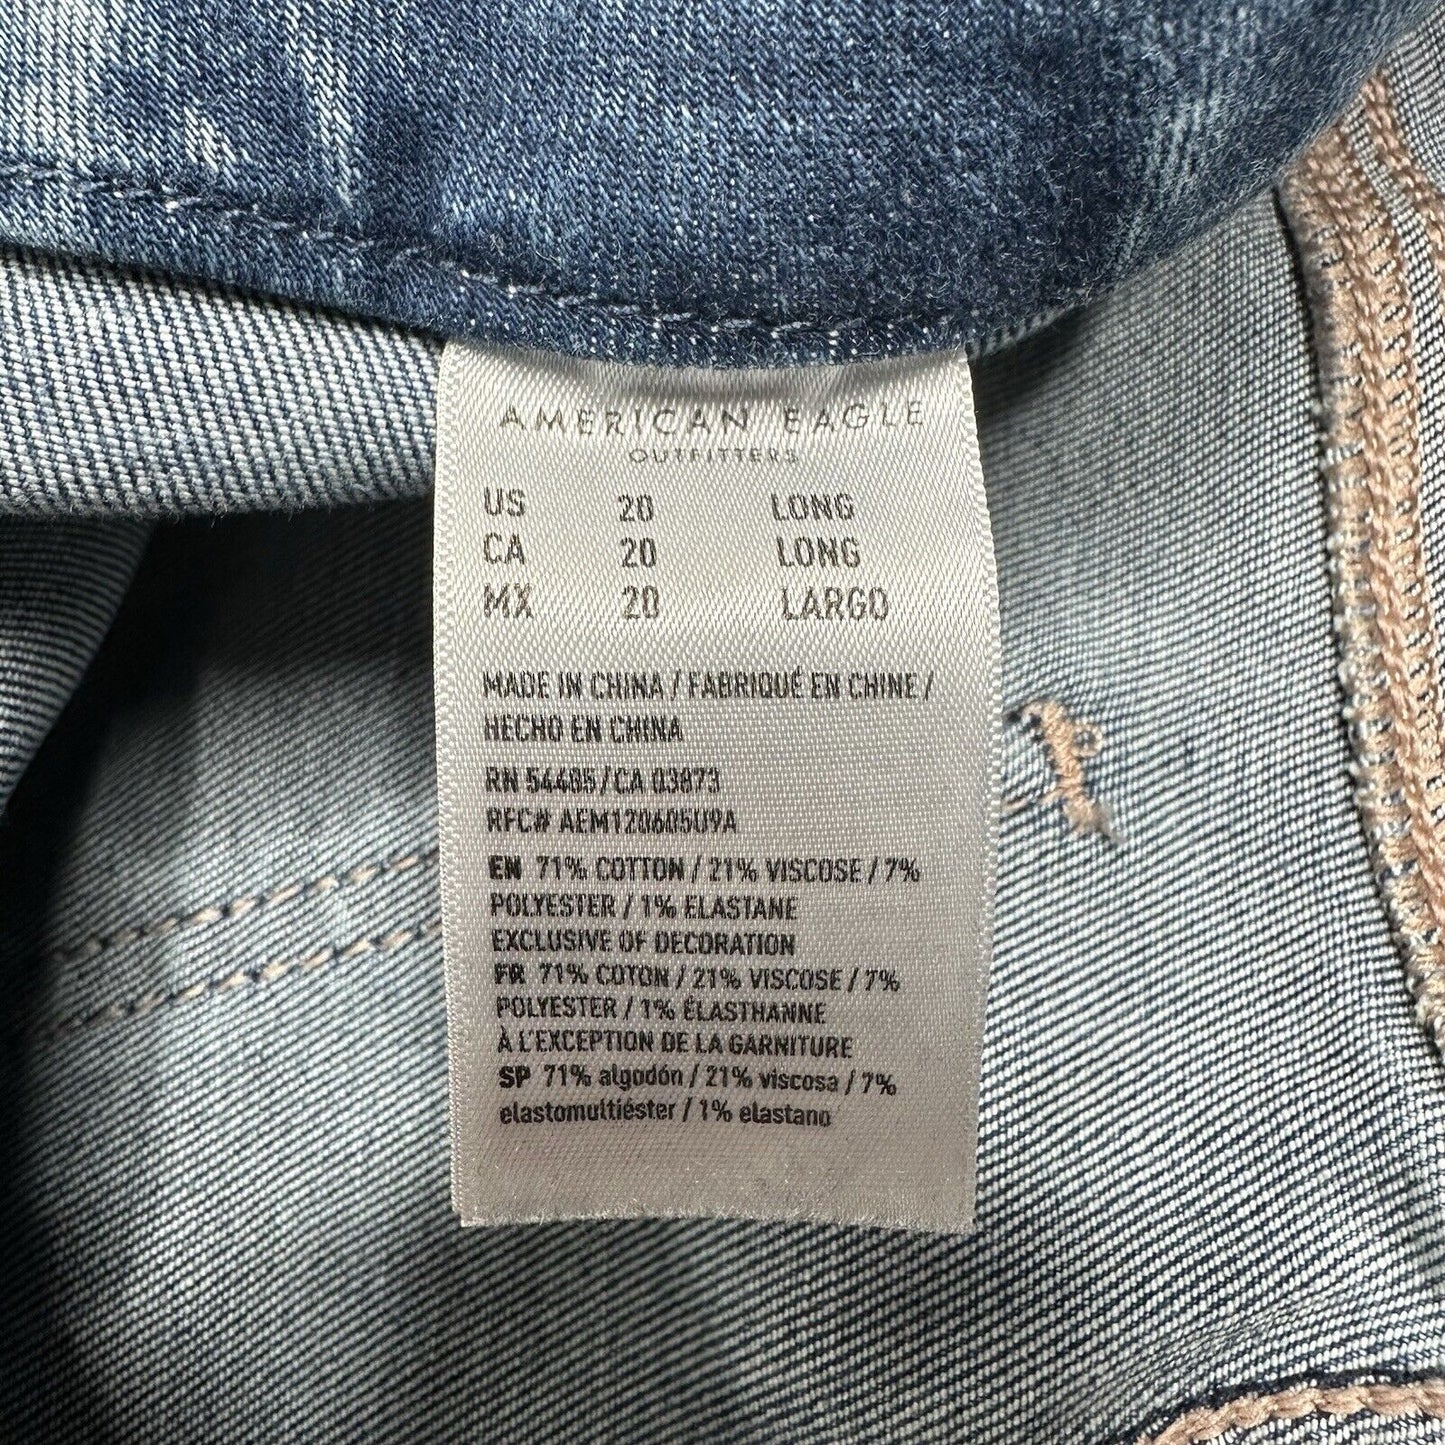 AMERICAN EAGLE
OUTFITTERS
US 20 LONG
CA 20 LONG
MX 20 LARGO
MADE IN CHINA / FABRIQUÉ EN CHINE /
HECHO EN CHINA
RN 54485 / CA 03873
RFC# AEM120605U9A
EN 71% COTTON / 21% VISCOSE / 7%
POLYESTER / 1% ELASTANE
EXCLUSIVE OF DECORATION
FR 71% COTON / 21% VISCOSE / 7%
POLYESTER / 1% ÉLASTHANNE
À L'EXCEPTION DE LA GARNITURE
SP 71% algodón / 21% viscosa / 7%
elastomultiéster / 1% elastano